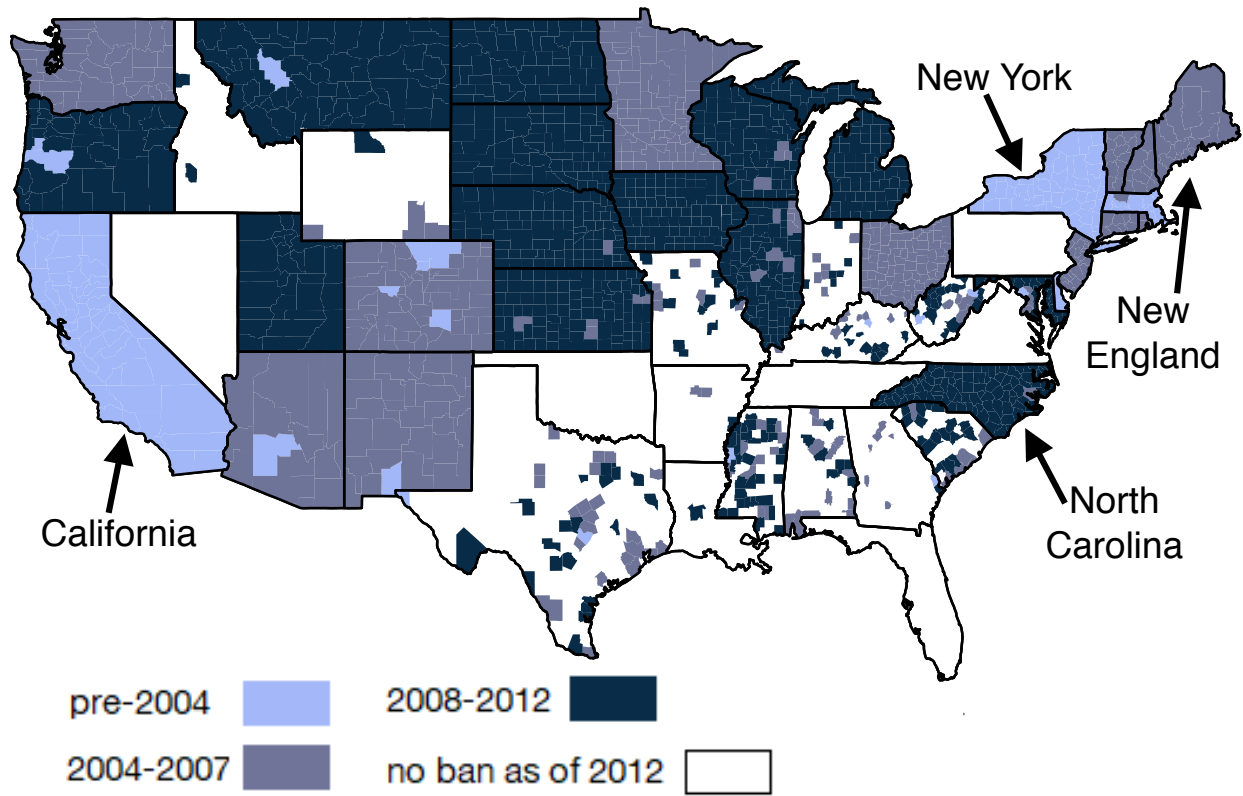 New York
New
England
California
North
Carolina
pre-2004
2008-2012
2004-2007
no ban as of 2012